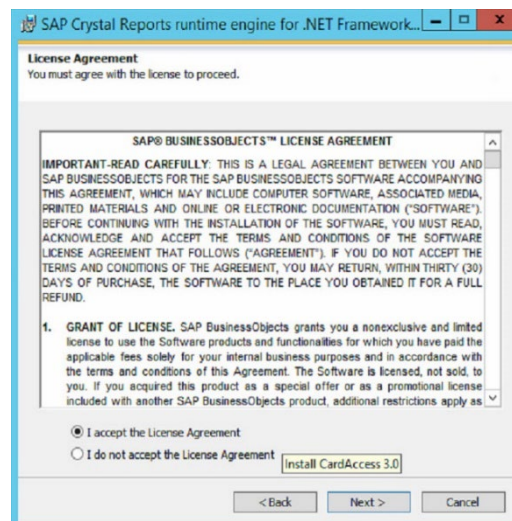 SAP Crystal Reports runtime engine for .NET Framework...
License Agreement
You must agree with the license to proceed.
SAP® BUSINESSOBJECTS™ LICENSE AGREEMENT
IMPORTANT-READ CAREFULLY: THIS IS A LEGAL AGREEMENT BETWEEN YOU AND
SAP BUSINESSOBJECTS FOR THE SAP BUSINESSOBJECTS SOFTWARE ACCOMPANYING
THIS AGREEMENT, WHICH MAY INCLUDE COMPUTER SOFTWARE, ASSOCIATED MEDIA,
PRINTED MATERIALS AND ONLINE OR ELECTRONIC DOCUMENTATION ("SOFTWARE").
BEFORE CONTINUING WITH THE INSTALLATION OF THE SOFTWARE, YOU MUST READ,
ACKNOWLEDGE AND ACCEPT THE TERMS AND CONDITIONS OF THE SOFTWARE
LICENSE AGREEMENT THAT FOLLOWS ("AGREEMENT"). IF YOU DO NOT ACCEPT THE
TERMS AND CONDITIONS OF THE AGREEMENT, YOU MAY RETURN, WITHIN THIRTY (30)
DAYS OF PURCHASE, THE SOFTWARE TO THE PLACE YOU OBTAINED IT FOR A FULL
REFUND.
1. GRANT OF LICENSE. SAP BusinessObjects grants you a nonexclusive and limited
license to use the Software products and functionalities for which you have paid the
applicable fees solely for your internal business purposes and in accordance with
the terms and conditions of this Agreement. The Software is licensed, not sold, to
you. If you acquired this product as a special offer or as a promotional license
included with another SAP BusinessObjects product, additional restrictions apply as
I accept the License Agreement
I do not accept the License Agreement
Install CardAccess 3.0
< Back Next > Cancel